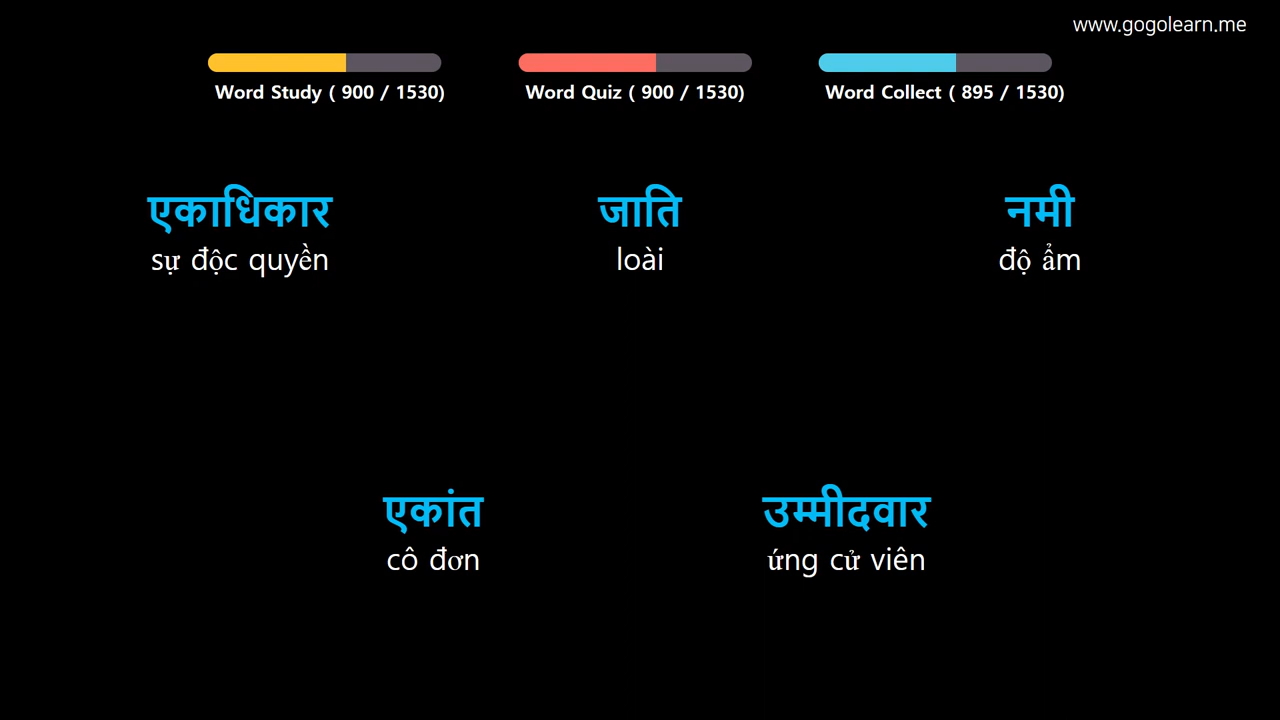 www.gogolearn.me
Word Study ( 900 / 1530)
Word Quiz ( 900 / 1530)
Word Collect ( 895 / 1530)
एकाधिकार
sự độc quyền
जाति
loài
नमी
độ ẩm
एकांत
cô đơn
उम्मीदवार
ứng cử viên